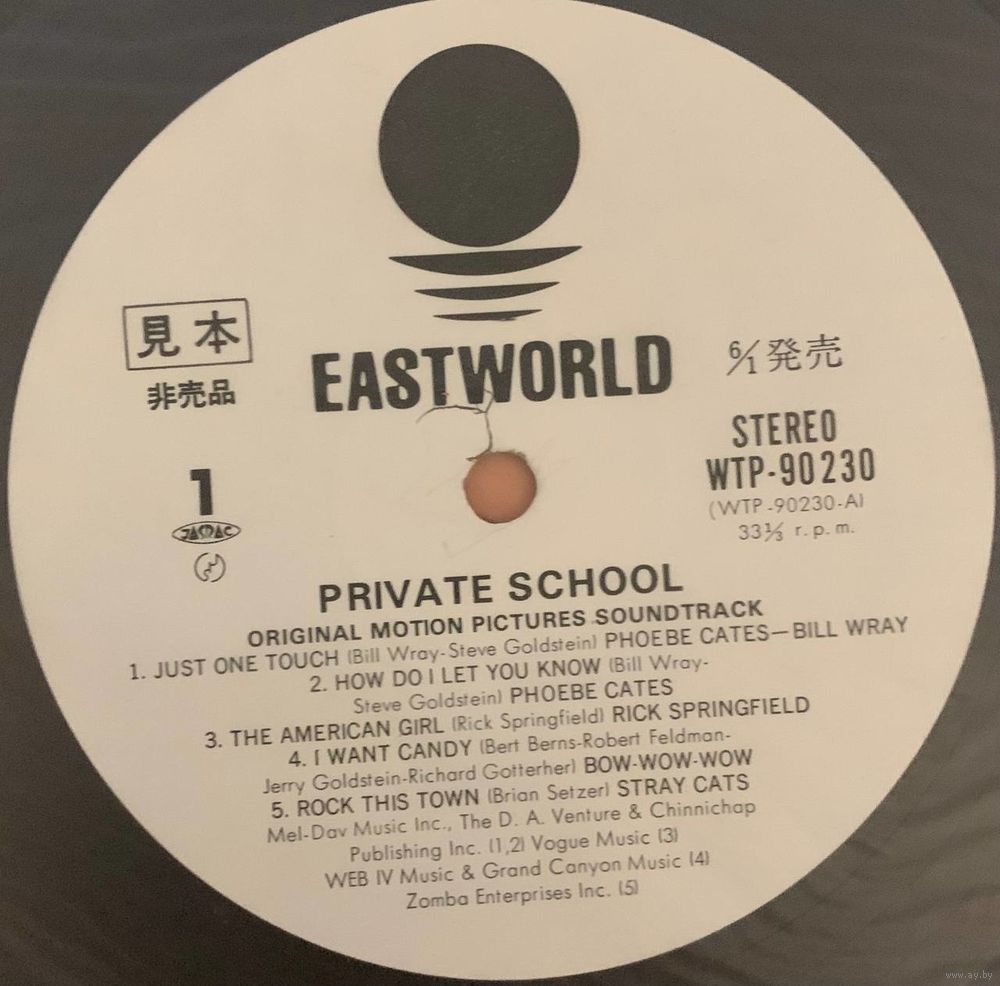 見本
非売品
EASTWORLD
6/1発売
STEREO
WTP-90230
(WTP-90230-A)
33⅓ r.p.m.
1
JASRAC
PRIVATE SCHOOL
ORIGINAL MOTION PICTURES SOUNDTRACK
1. JUST ONE TOUCH (Bill Wray-Steve Goldstein) PHOEBE CATES—BILL WRAY
2. HOW DO I LET YOU KNOW (Bill Wray-
Steve Goldstein) PHOEBE CATES
3. THE AMERICAN GIRL (Rick Springfield) RICK SPRINGFIELD
4. I WANT CANDY (Bert Berns-Robert Feldman-
Jerry Goldstein-Richard Gotterher) BOW-WOW-WOW
5. ROCK THIS TOWN (Brian Setzer) STRAY CATS
Mel-Dav Music Inc., The D. A. Venture & Chinnichap
Publishing Inc. (1,2) Vogue Music (3)
WEB IV Music & Grand Canyon Music (4)
Zomba Enterprises Inc. (5)
www.ay.by